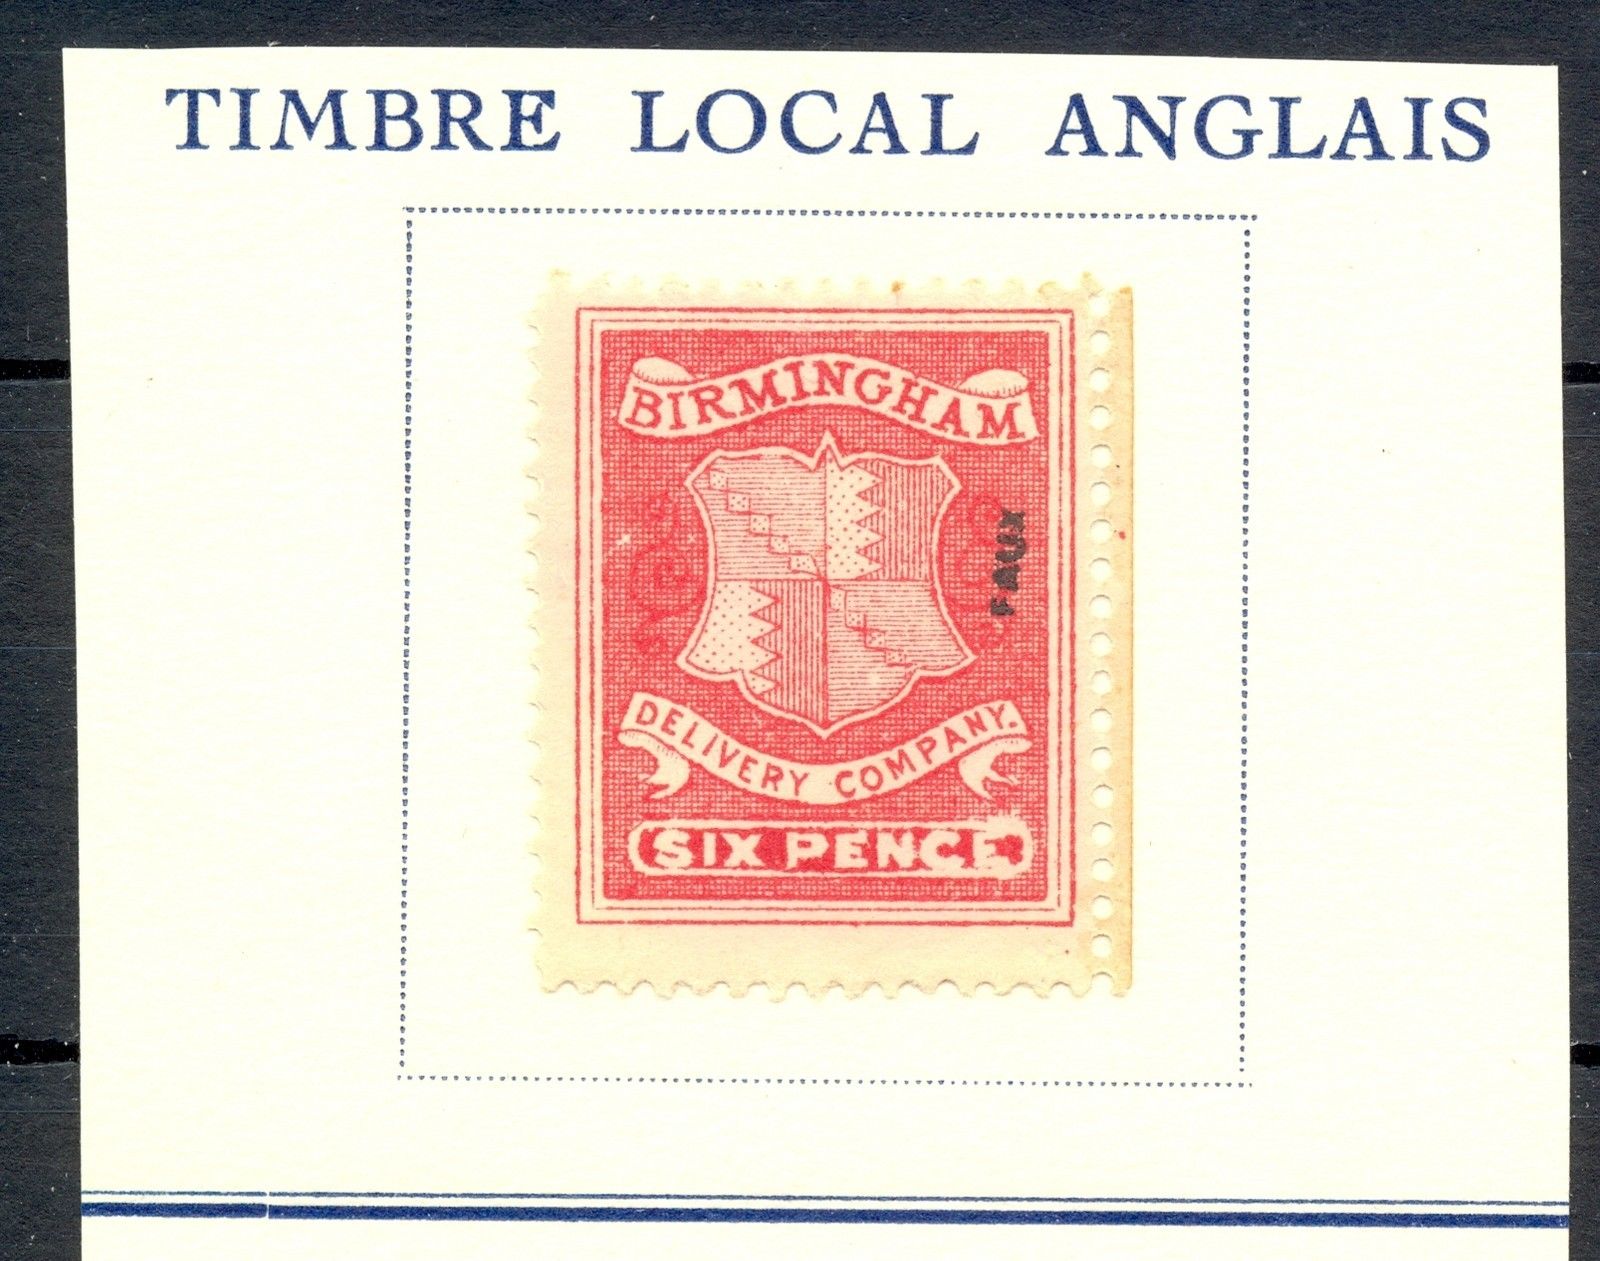 TIMBRE LOCAL ANGLAIS
BIRMINGHAM
FAUX
DELIVERY COMPANY.
SIX PENCE